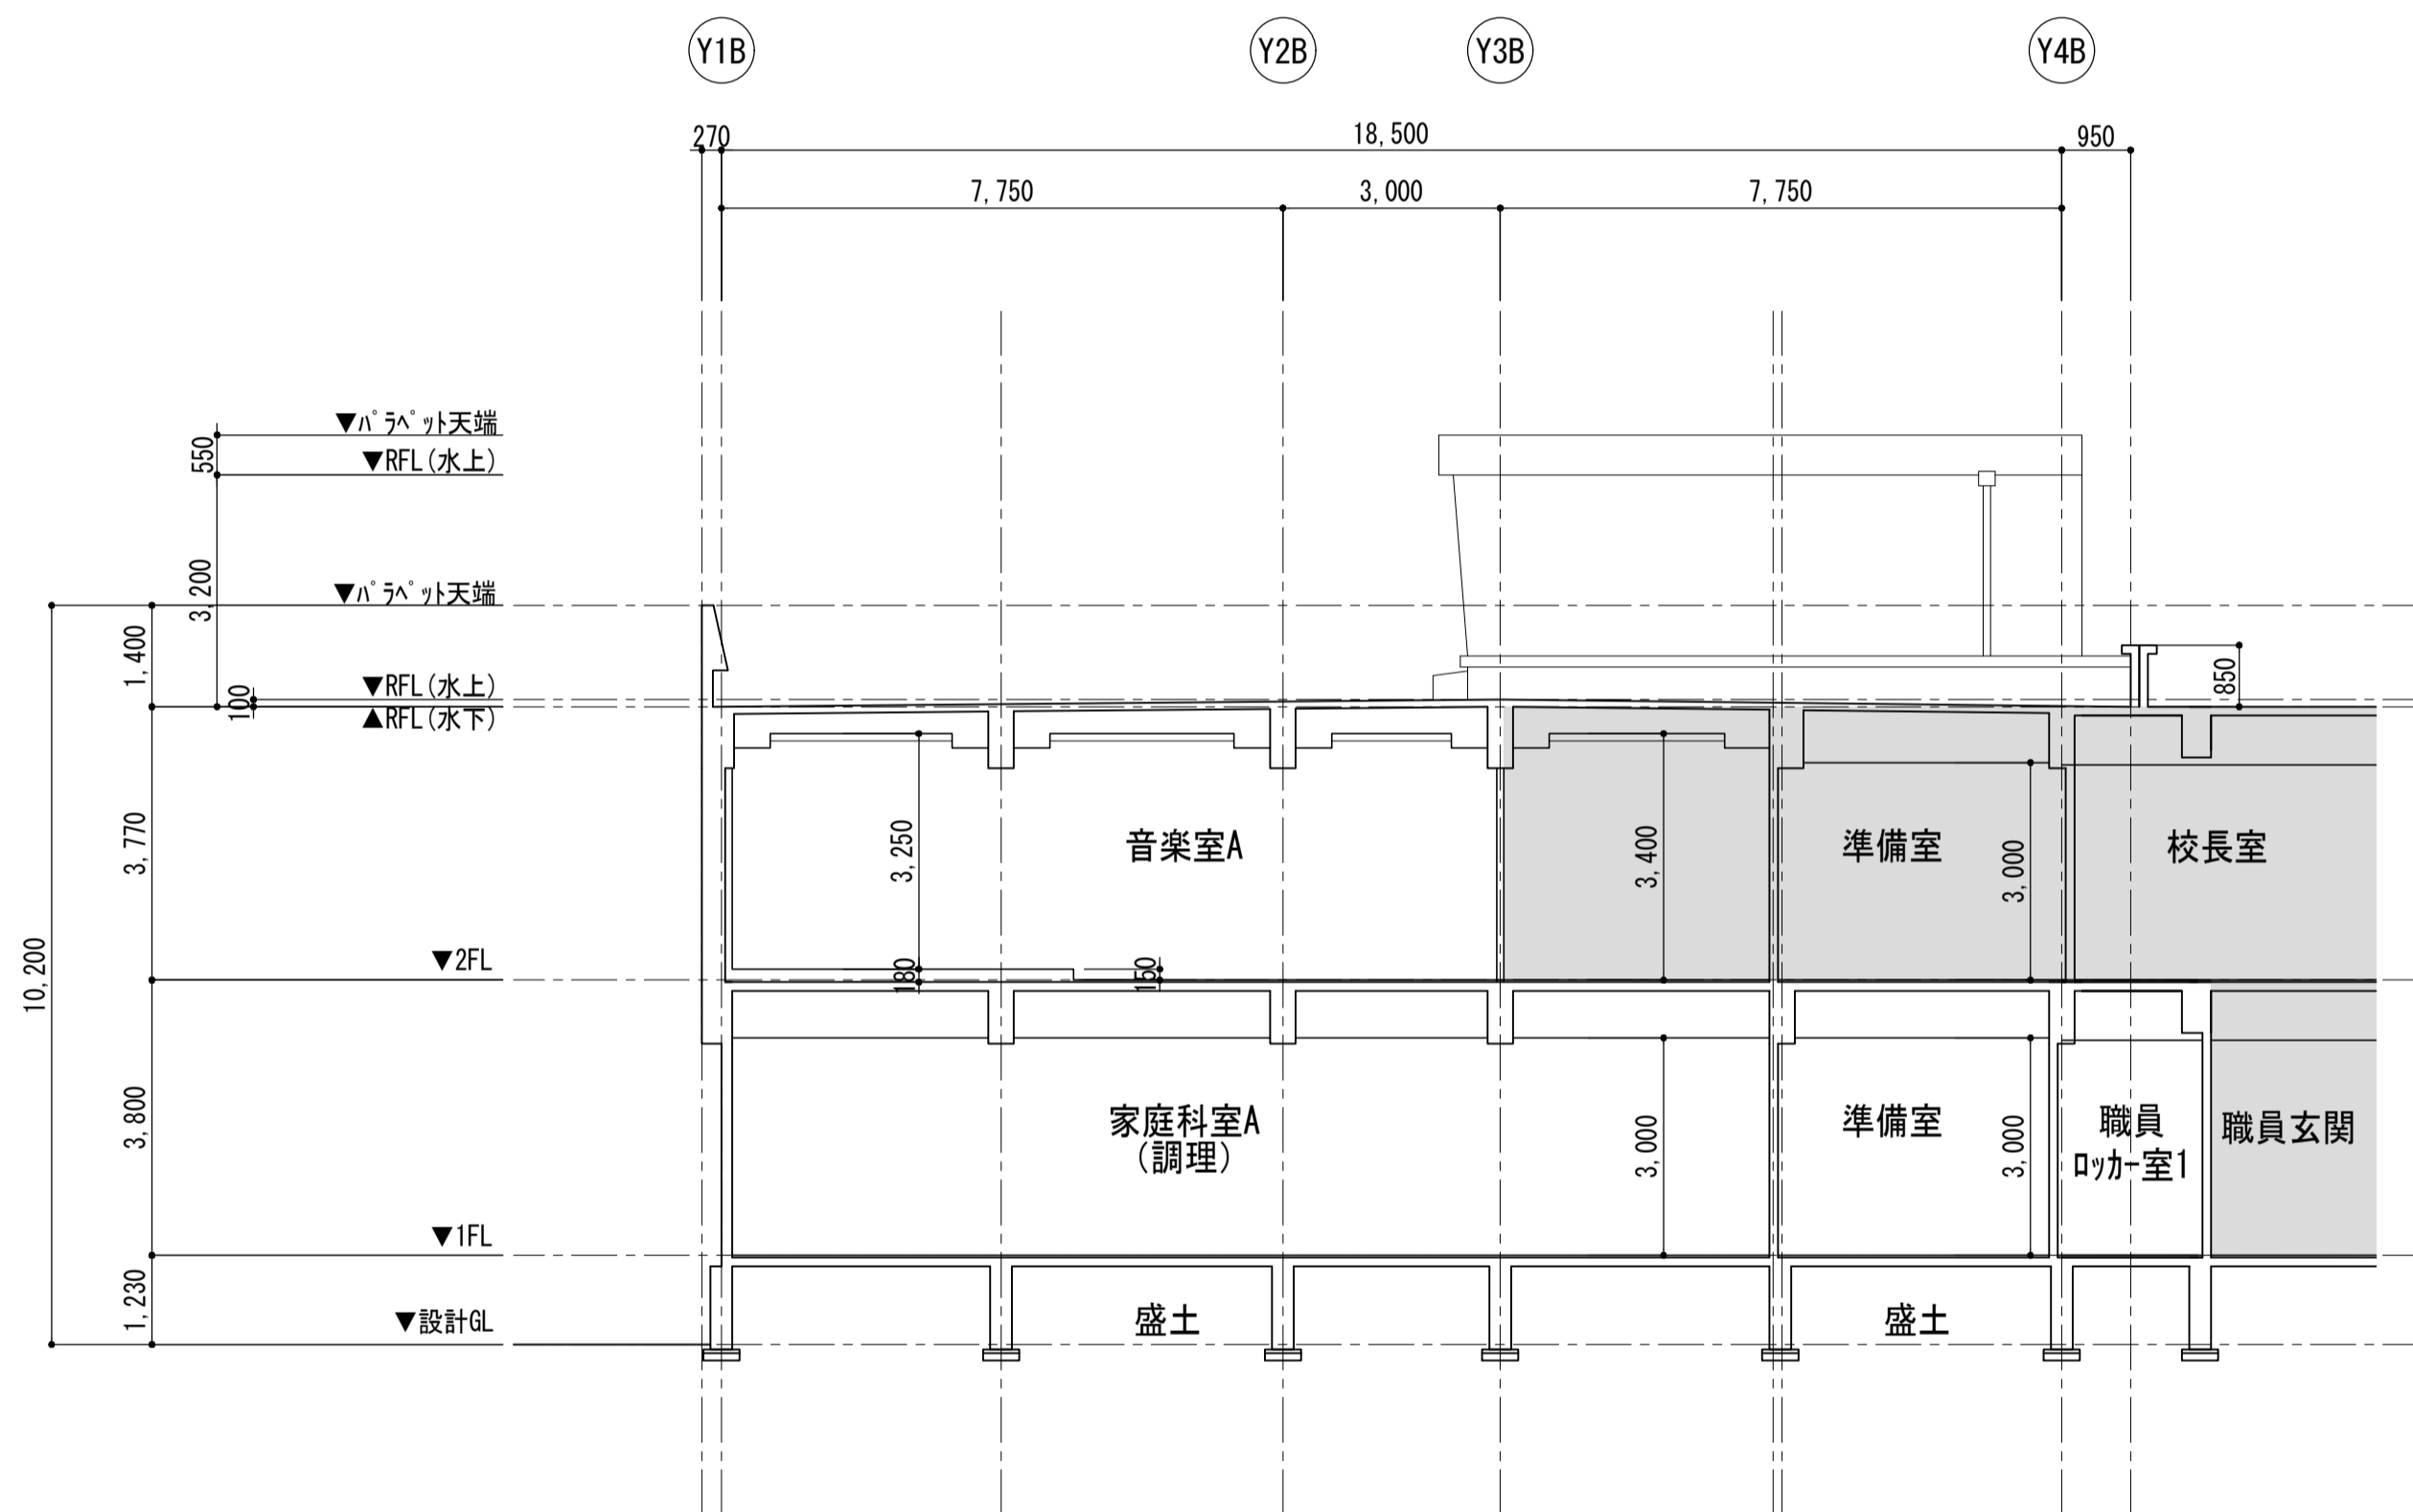 Y1B
Y2B
Y3B
Y4B
270
18,500
950
7,750
3,000
7,750
▼ﾊﾟﾗﾍﾟｯﾄ天端
550
▼RFL(水上)
3,200
▼ﾊﾟﾗﾍﾟｯﾄ天端
1,400
850
▼RFL(水上)
100
▲RFL(水下)
3,770
3,250
音楽室A
3,400
準備室
3,000
校長室
10,200
▼2FL
180
150
3,800
家庭科室A
(調理)
3,000
準備室
3,000
職員
ﾛｯｶｰ室1
職員玄関
▼1FL
1,230
▼設計GL
盛土
盛土